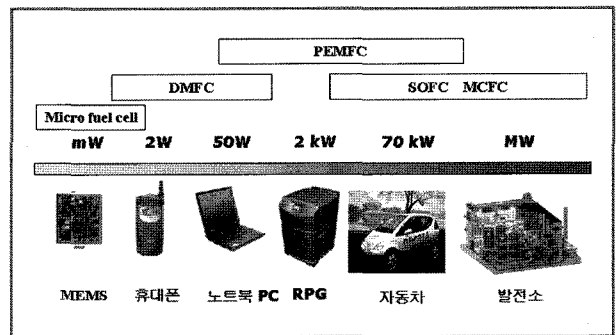 PEMFC
DMFC SOFC MCFC
Micro fuel cell
mW 2W 50W 2 kW 70 kW MW
MEMS 휴대폰 노트북 PC RPG 자동차 발전소